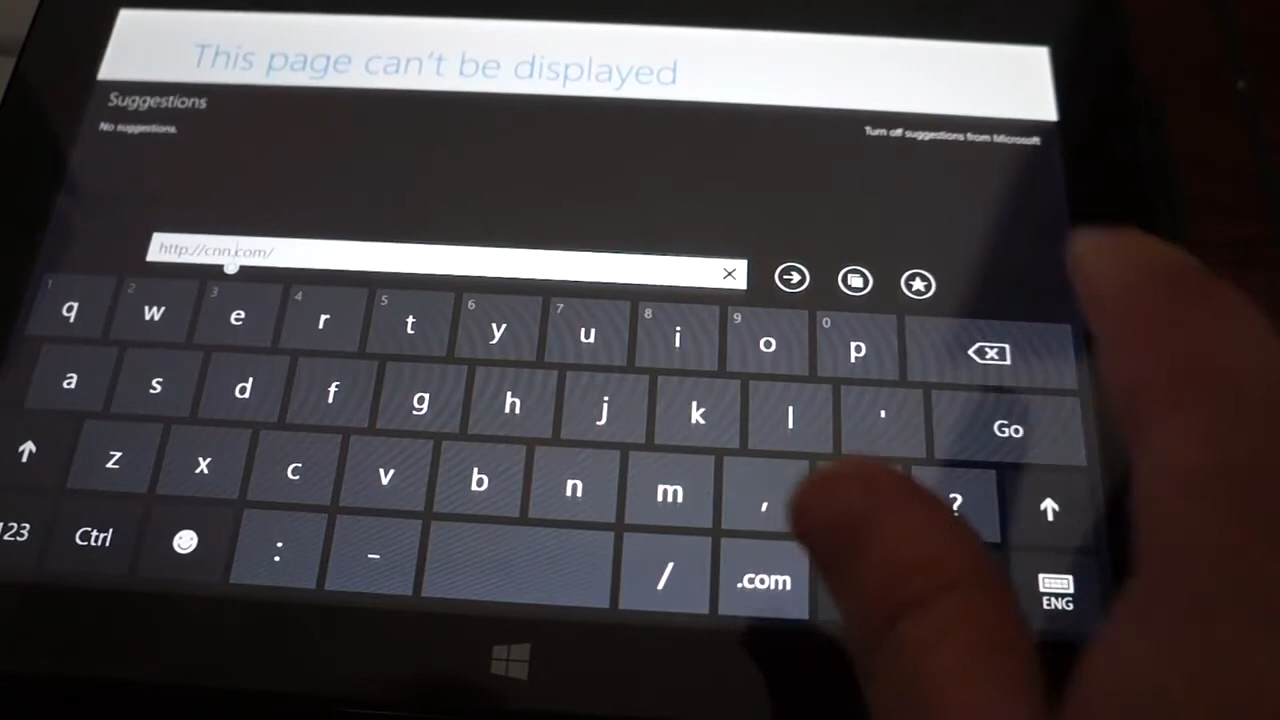 This page can't be displayed
Suggestions
No suggestions.
Turn off suggestions from Microsoft
http://cnn.com/
1 2 3 4 5 6 7 8 9 0
q w e r t y u i o p
a s d f g h j k l '
Go
z x c v b n m , ?
123 Ctrl : - / .com
ENG